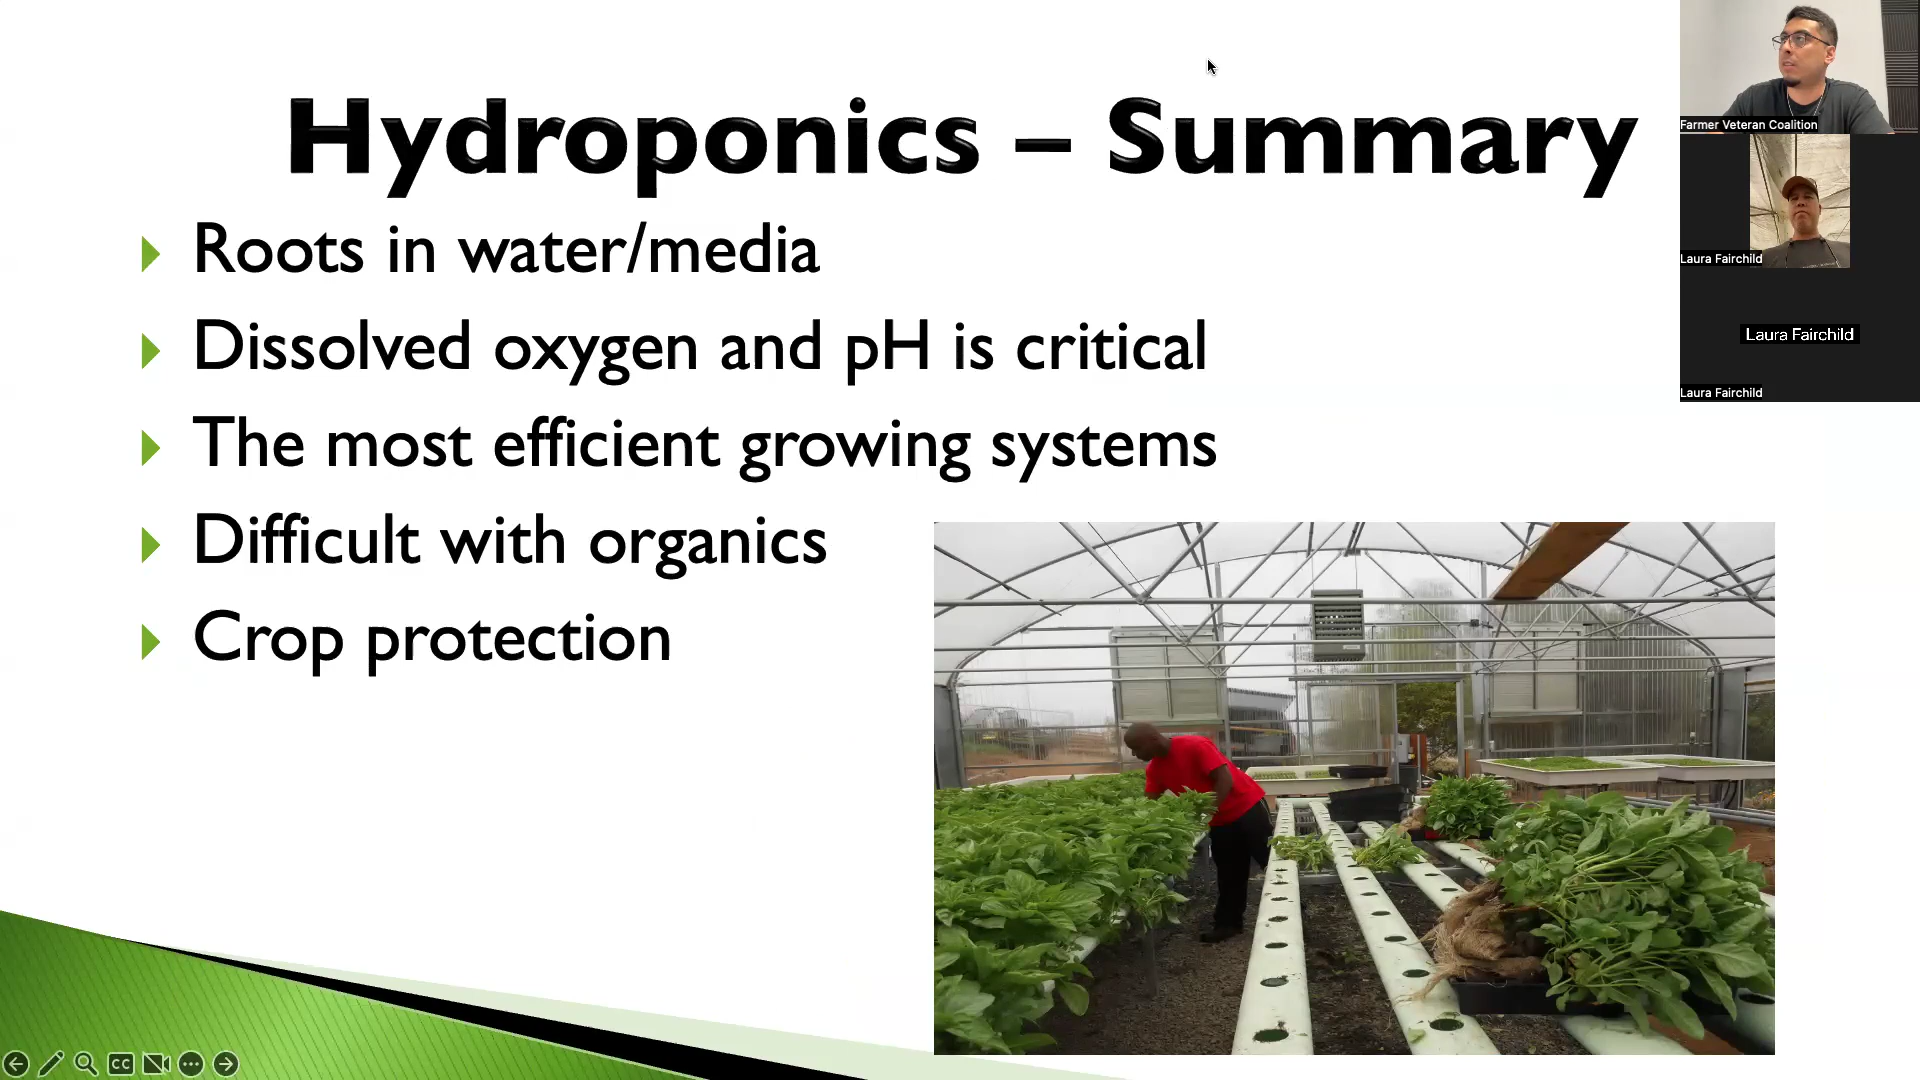 Hydroponics – Summary
Roots in water/media
Dissolved oxygen and pH is critical
The most efficient growing systems
Difficult with organics
Crop protection
Farmer Veteran Coalition
Laura Fairchild
Laura Fairchild
Laura Fairchild
CC